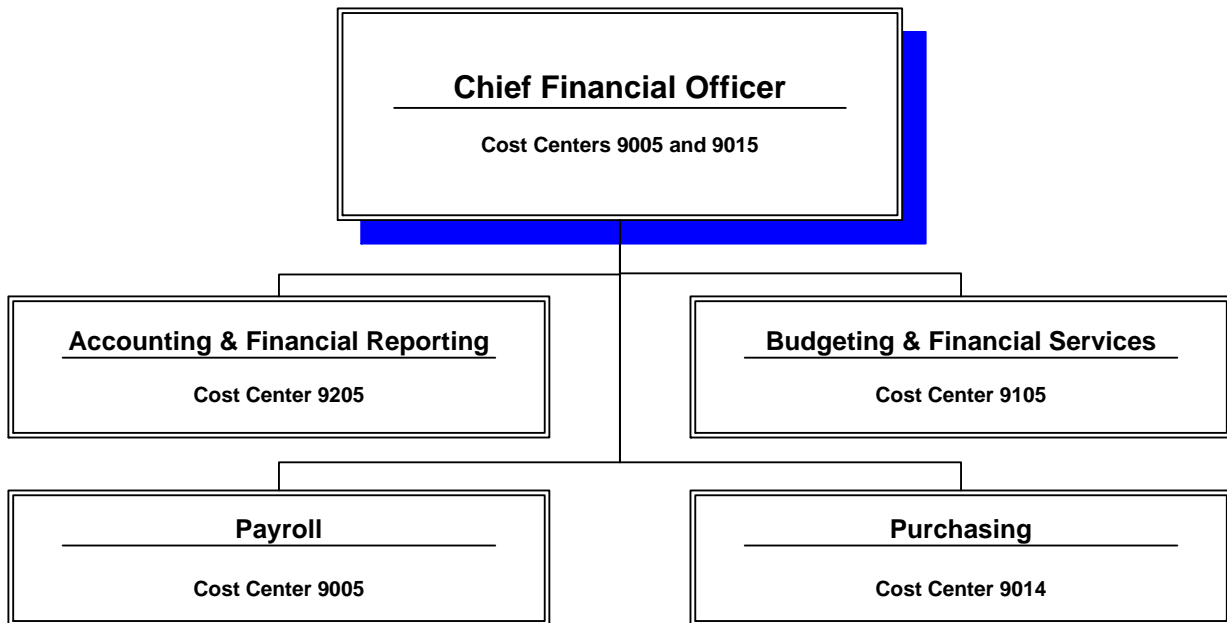 Chief Financial Officer
Cost Centers 9005 and 9015
Accounting & Financial Reporting
Cost Center 9205
Budgeting & Financial Services
Cost Center 9105
Payroll
Cost Center 9005
Purchasing
Cost Center 9014